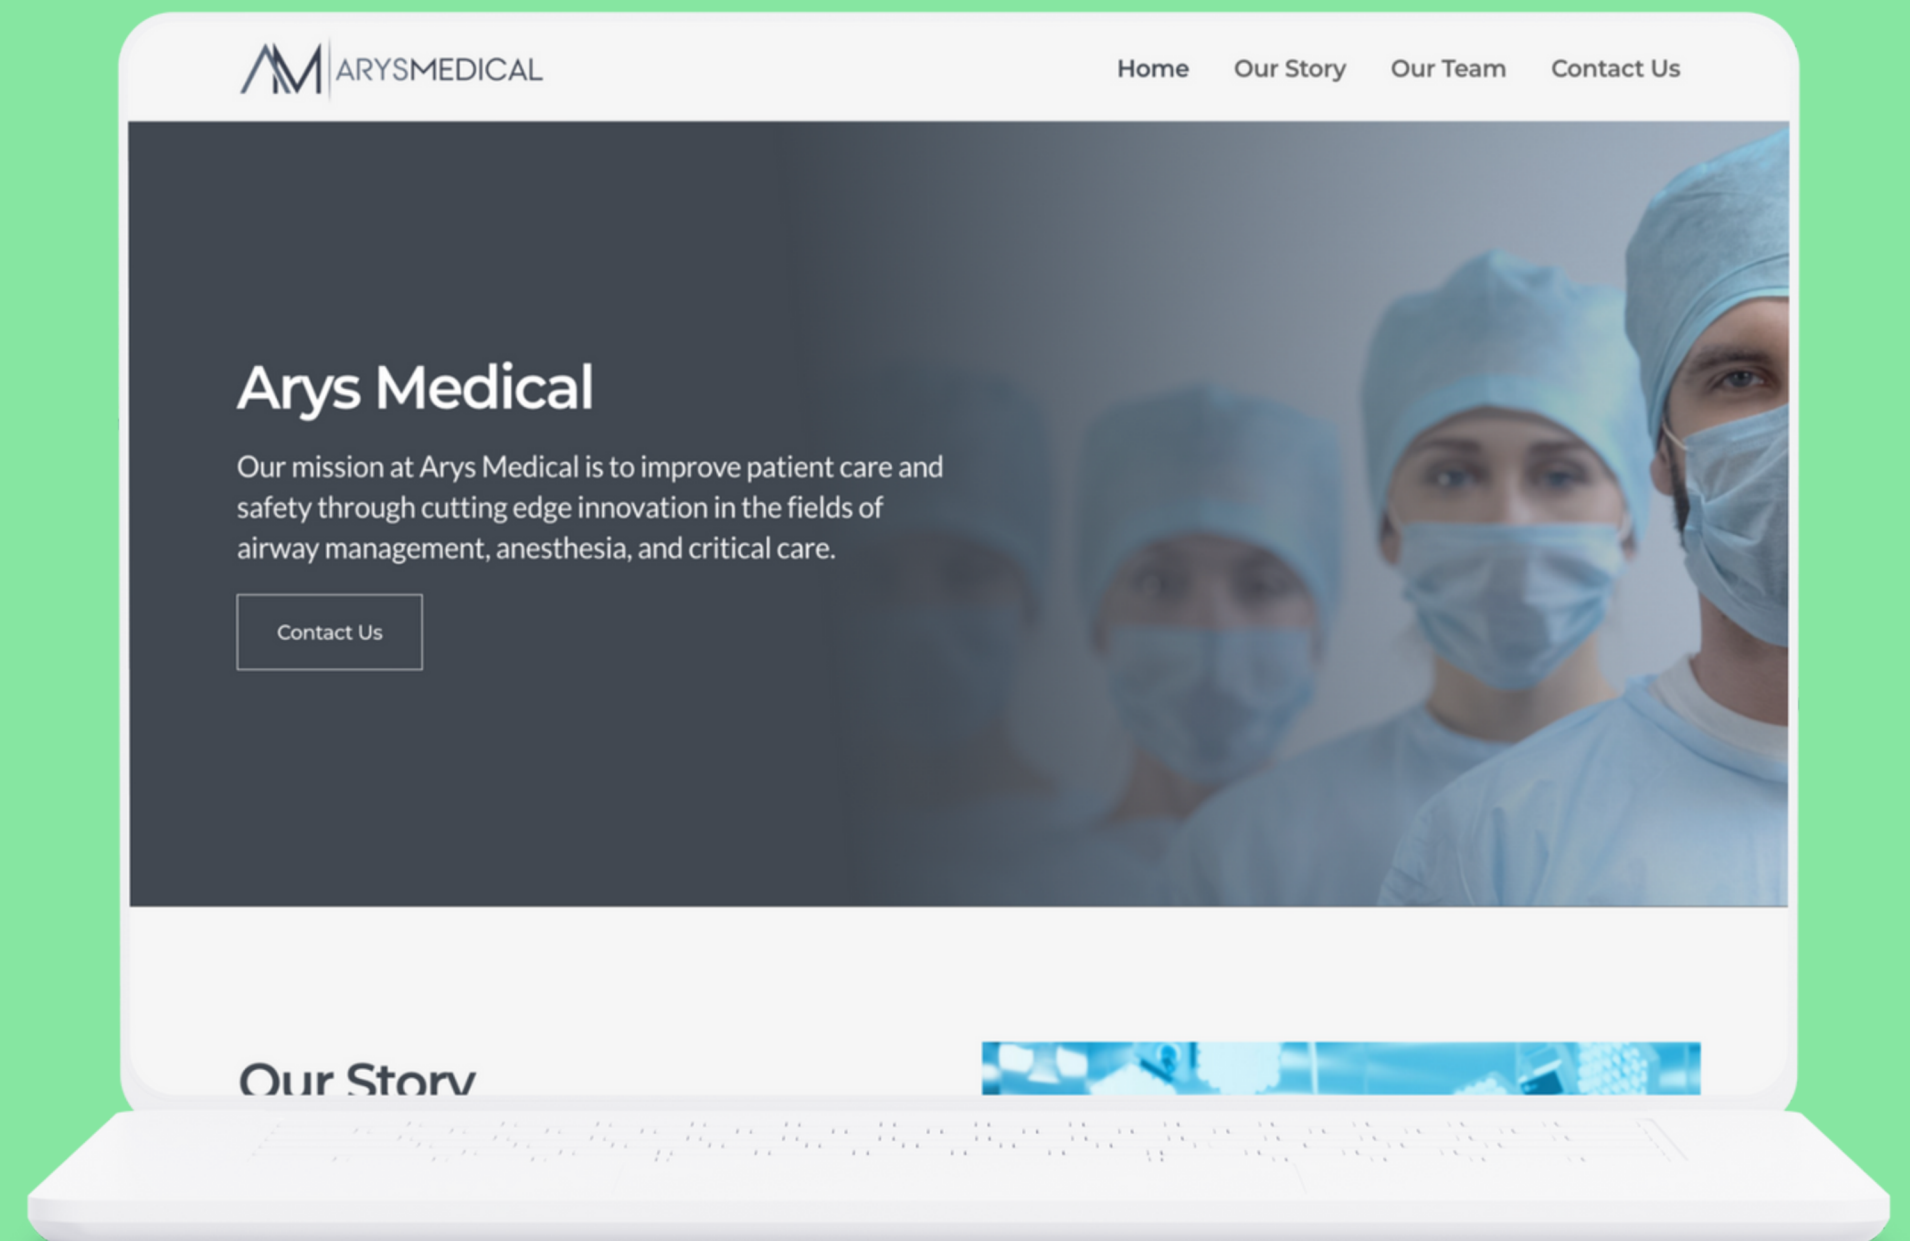 AM ARYSMEDICAL
Home Our Story Our Team Contact Us
Arys Medical
Our mission at Arys Medical is to improve patient care and
safety through cutting edge innovation in the fields of
airway management, anesthesia, and critical care.
Contact Us
Our Story